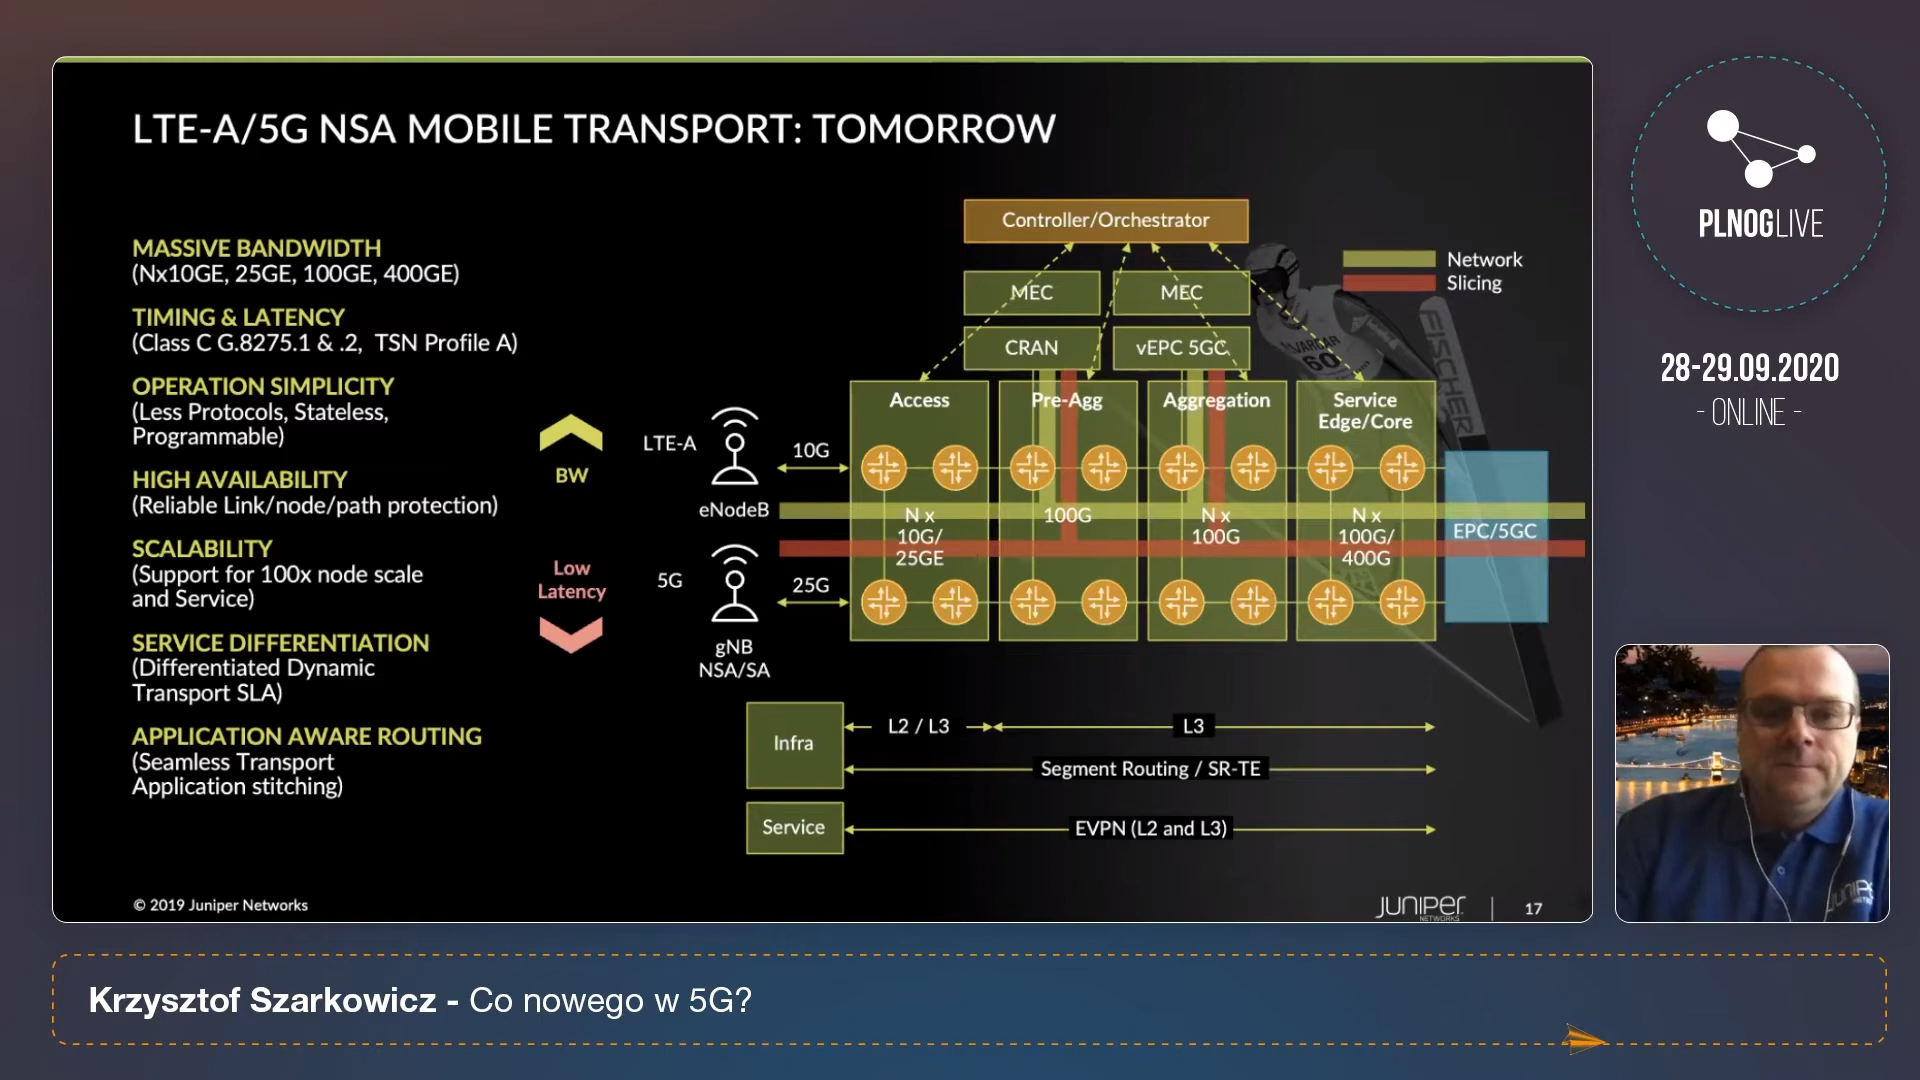 LTE-A/5G NSA MOBILE TRANSPORT: TOMORROW
MASSIVE BANDWIDTH
(Nx10GE, 25GE, 100GE, 400GE)
TIMING & LATENCY
(Class C G.8275.1 & .2, TSN Profile A)
OPERATION SIMPLICITY
(Less Protocols, Stateless,
Programmable)
HIGH AVAILABILITY
(Reliable Link/node/path protection)
SCALABILITY
(Support for 100x node scale
and Service)
SERVICE DIFFERENTIATION
(Differentiated Dynamic
Transport SLA)
APPLICATION AWARE ROUTING
(Seamless Transport
Application stitching)
BW
Low
Latency
Controller/Orchestrator
MEC
MEC
CRAN
vEPC 5GC
Network
Slicing
Access
Pre-Agg
Aggregation
Service
Edge/Core
LTE-A
10G
eNodeB
5G
25G
gNB
NSA/SA
N x
10G/
25GE
100G
N x
100G
N x
100G/
400G
EPC/5GC
VARGAR
60
FISCHER
Infra
L2 / L3
L3
Segment Routing / SR-TE
Service
EVPN (L2 and L3)
© 2019 Juniper Networks
JUNIPER
NETWORKS
17
PLNOGLIVE
28-29.09.2020
- ONLINE -
Krzysztof Szarkowicz - Co nowego w 5G?